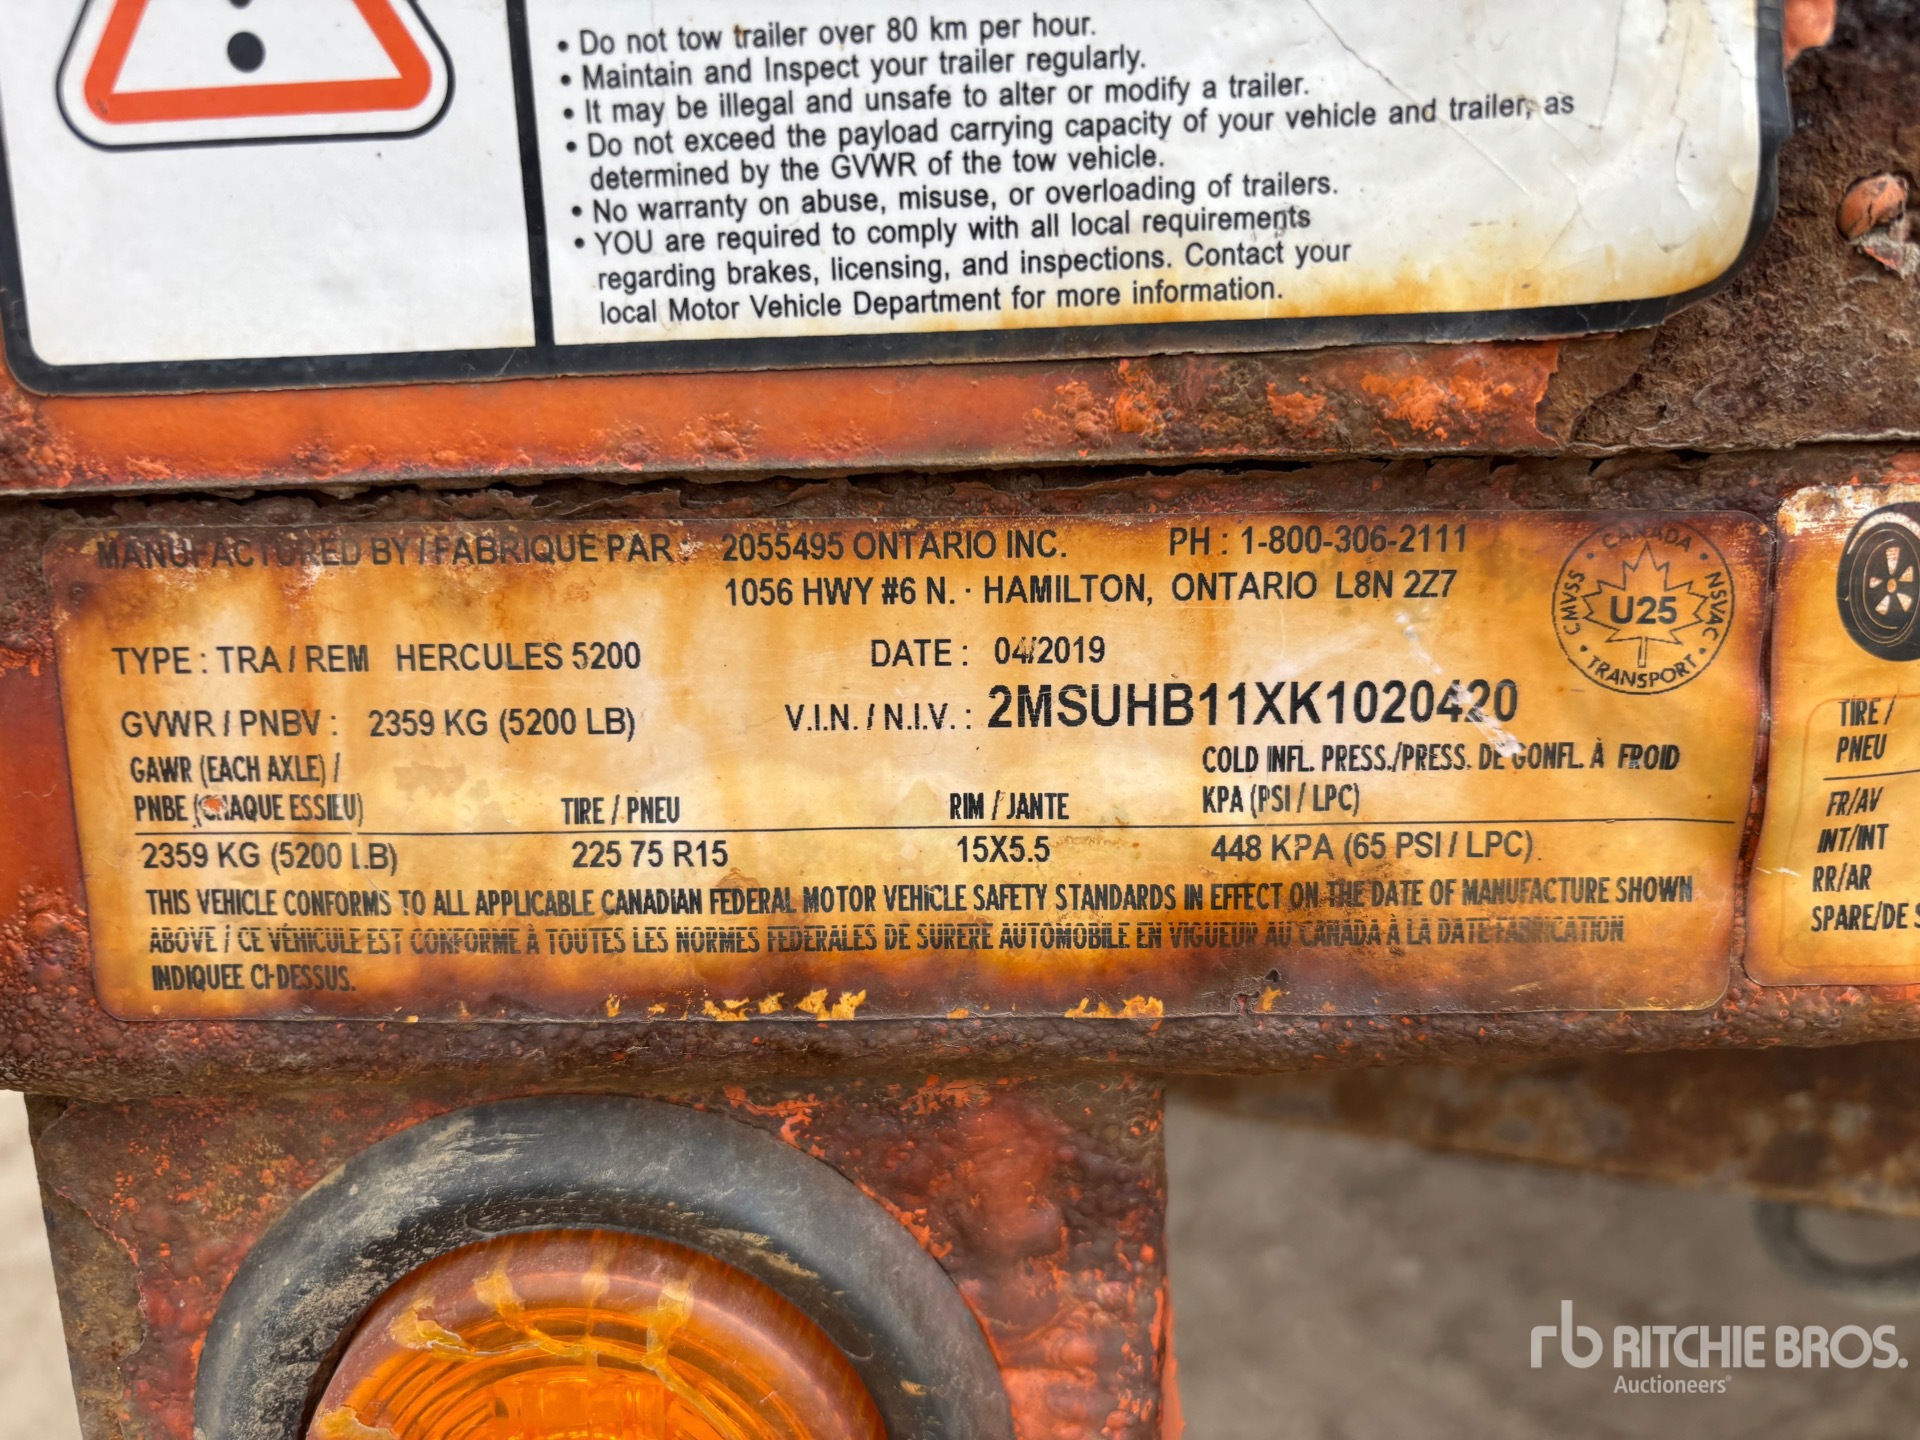 • Do not tow trailer over 80 km per hour.
• Maintain and Inspect your trailer regularly.
• It may be illegal and unsafe to alter or modify a trailer.
• Do not exceed the payload carrying capacity of your vehicle and trailer, as
determined by the GVWR of the tow vehicle.
• No warranty on abuse, misuse, or overloading of trailers.
• YOU are required to comply with all local requirements
regarding brakes, licensing, and inspections. Contact your
local Motor Vehicle Department for more information.
MANUFACTURED BY / FABRIQUE PAR : 2055495 ONTARIO INC. PH : 1-800-306-2111
1056 HWY #6 N. · HAMILTON, ONTARIO L8N 2Z7
CANADA · NSVAC · TRANSPORT · CMVSS ·
U25
TYPE : TRA / REM HERCULES 5200 DATE : 04/2019
GVWR / PNBV : 2359 KG (5200 LB) V.I.N. / N.I.V. : 2MSUHB11XK1020420
GAWR (EACH AXLE) /
PNBE (CHAQUE ESSIEU) TIRE / PNEU RIM / JANTE COLD INFL. PRESS./PRESS. DE GONFL. À FROID
KPA (PSI / LPC)
2359 KG (5200 LB) 225 75 R15 15X5.5 448 KPA (65 PSI / LPC)
THIS VEHICLE CONFORMS TO ALL APPLICABLE CANADIAN FEDERAL MOTOR VEHICLE SAFETY STANDARDS IN EFFECT ON THE DATE OF MANUFACTURE SHOWN
ABOVE / CE VÉHICULE EST CONFORME À TOUTES LES NORMES FEDERALES DE SURERE AUTOMOBILE EN VIGUEUR AU CANADA À LA DATE FABRICATION
INDIQUEE CI-DESSUS.
TIRE /
PNEU
FR/AV
INT/INT
RR/AR
SPARE/DE S
rb RITCHIE BROS.
Auctioneers